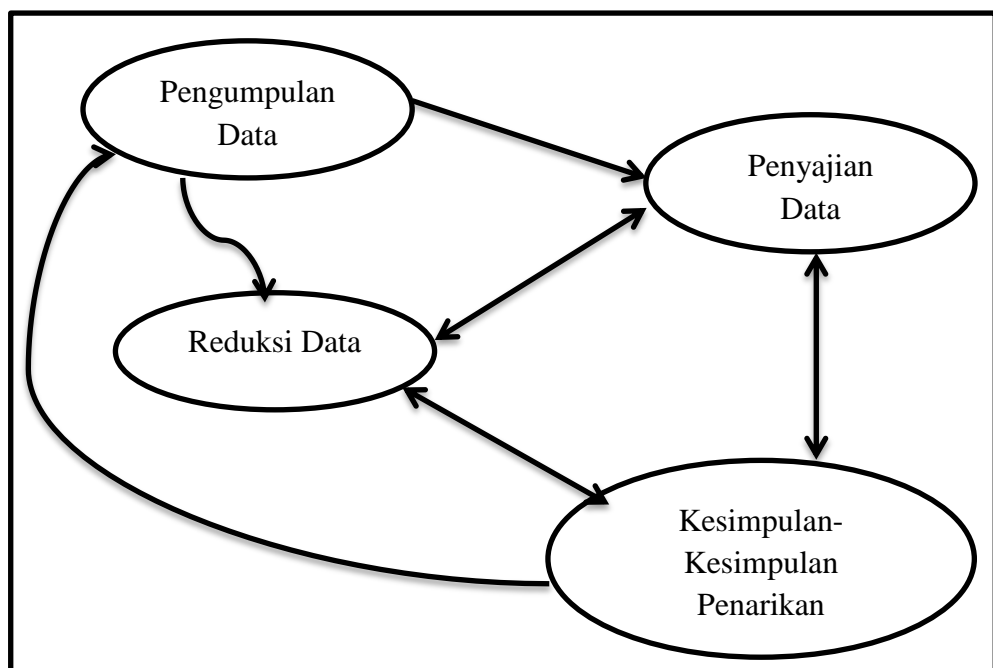 Pengumpulan
Data
Penyajian
Data
Reduksi Data
Kesimpulan-
Kesimpulan
Penarikan